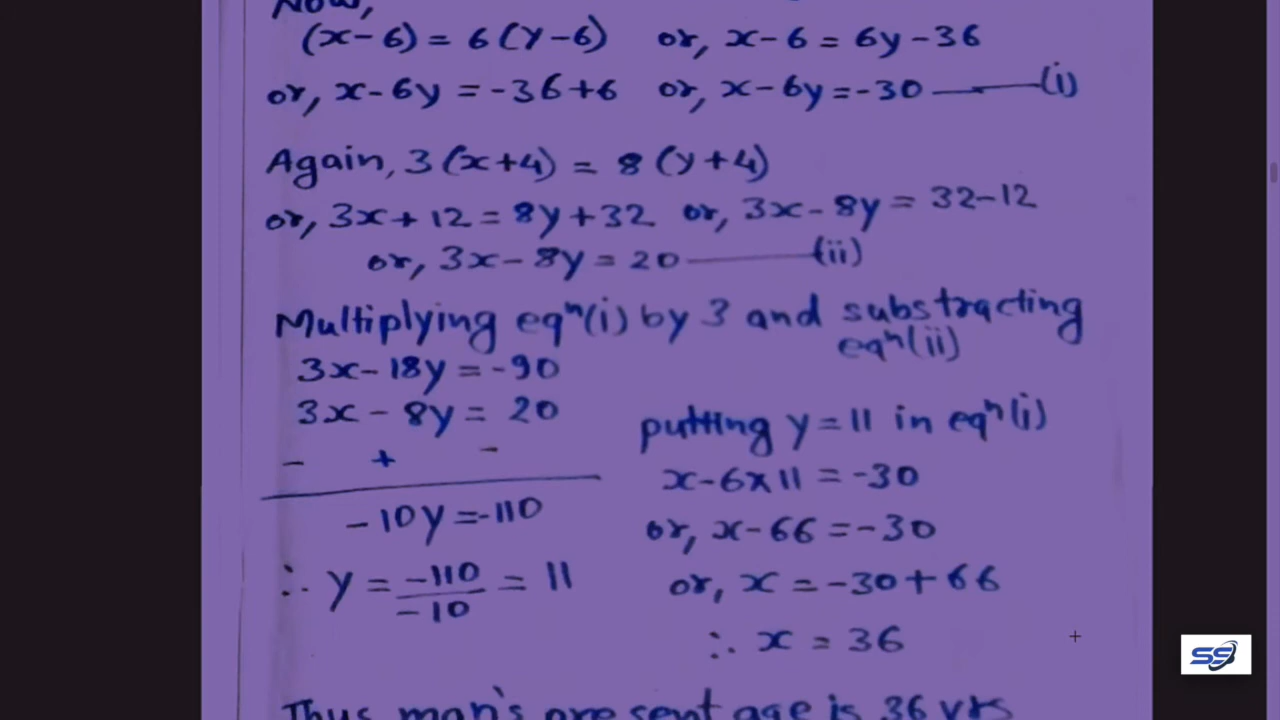 Now,
(x-6) = 6(y-6) or, x-6 = 6y-36
or, x-6y = -36+6 or, x-6y=-30 ——(i)
Again, 3(x+4) = 8(y+4)
or, 3x+12=8y+32 or, 3x-8y = 32-12
or, 3x-8y = 20 ——(ii)
Multiplying eqⁿ(i) by 3 and substracting
eqⁿ(ii)
3x-18y = -90
3x - 8y = 20
- + -
-10y =-110
∴ y = -110/-10 = 11
putting y=11 in eqⁿ(i)
x-6×11 = -30
or, x-66 =-30
or, x = -30+66
∴ x = 36
Thus man's present age is 36 yrs
SS